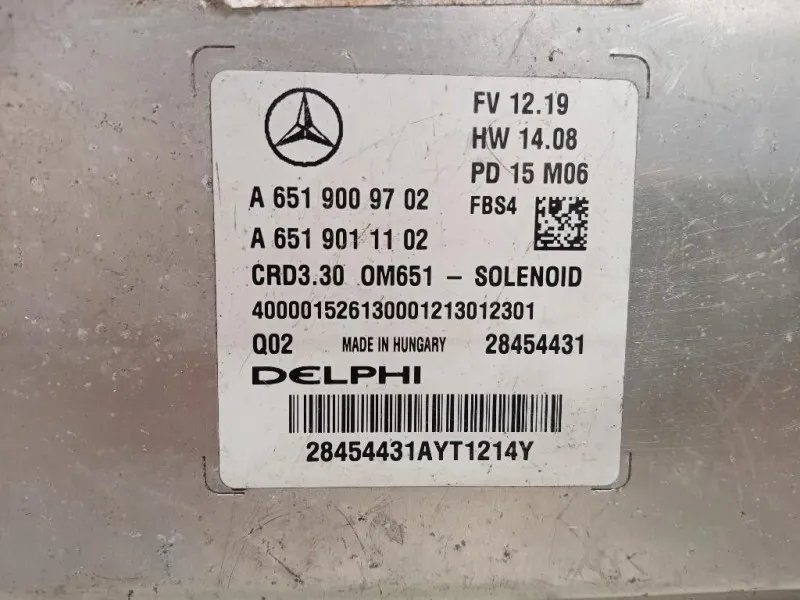 FV 12.19
HW 14.08
PD 15 M06
A 651 900 97 02
FBS4
A 651 901 11 02
CRD3.30 OM651 – SOLENOID
400001526130001213012301
Q02 MADE IN HUNGARY 28454431
DELPHI
28454431AYT1214Y